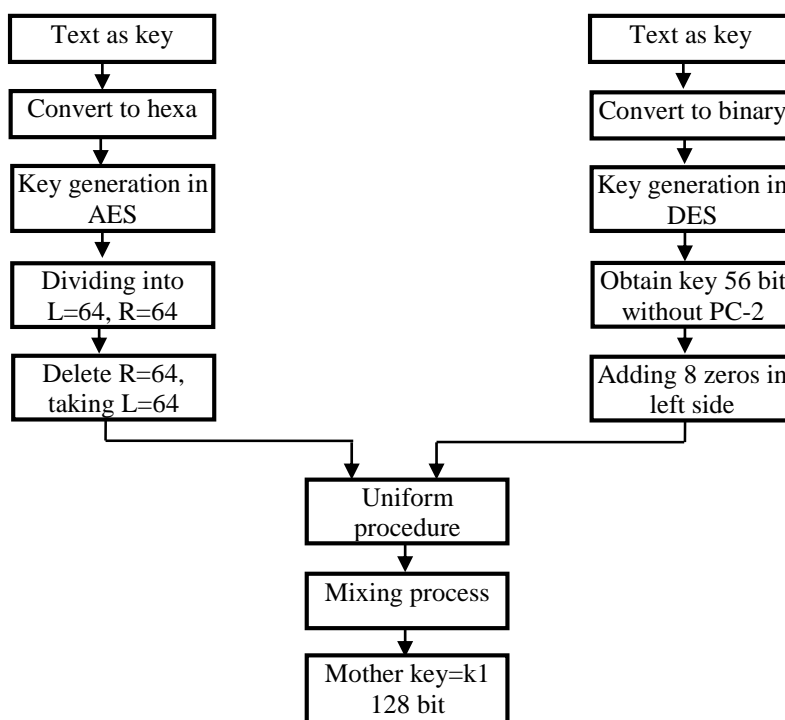 Text as key
Convert to hexa
Key generation in
AES
Dividing into
L=64, R=64
Delete R=64,
taking L=64
Text as key
Convert to binary
Key generation in
DES
Obtain key 56 bit
without PC-2
Adding 8 zeros in
left side
Uniform
procedure
Mixing process
Mother key=k1
128 bit